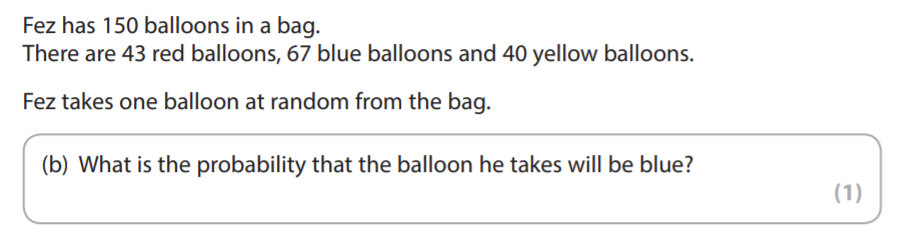 Fez has 150 balloons in a bag.
There are 43 red balloons, 67 blue balloons and 40 yellow balloons.
Fez takes one balloon at random from the bag.
(b) What is the probability that the balloon he takes will be blue?
(1)